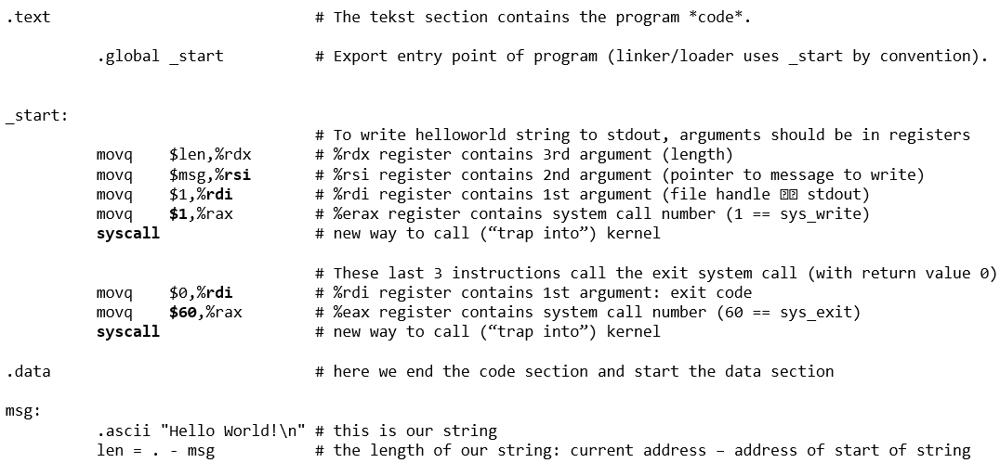 .text # The tekst section contains the program *code*.
.global _start # Export entry point of program (linker/loader uses _start by convention).
_start:
# To write helloworld string to stdout, arguments should be in registers
movq $len,%rdx # %rdx register contains 3rd argument (length)
movq $msg,%rsi # %rsi register contains 2nd argument (pointer to message to write)
movq $1,%rdi # %rdi register contains 1st argument (file handle stdout)
movq $1,%rax # %erax register contains system call number (1 == sys_write)
syscall # new way to call (“trap into”) kernel
# These last 3 instructions call the exit system call (with return value 0)
movq $0,%rdi # %rdi register contains 1st argument: exit code
movq $60,%rax # %eax register contains system call number (60 == sys_exit)
syscall # new way to call (“trap into”) kernel
.data # here we end the code section and start the data section
msg:
.ascii "Hello World!\n" # this is our string
len = . - msg # the length of our string: current address – address of start of string